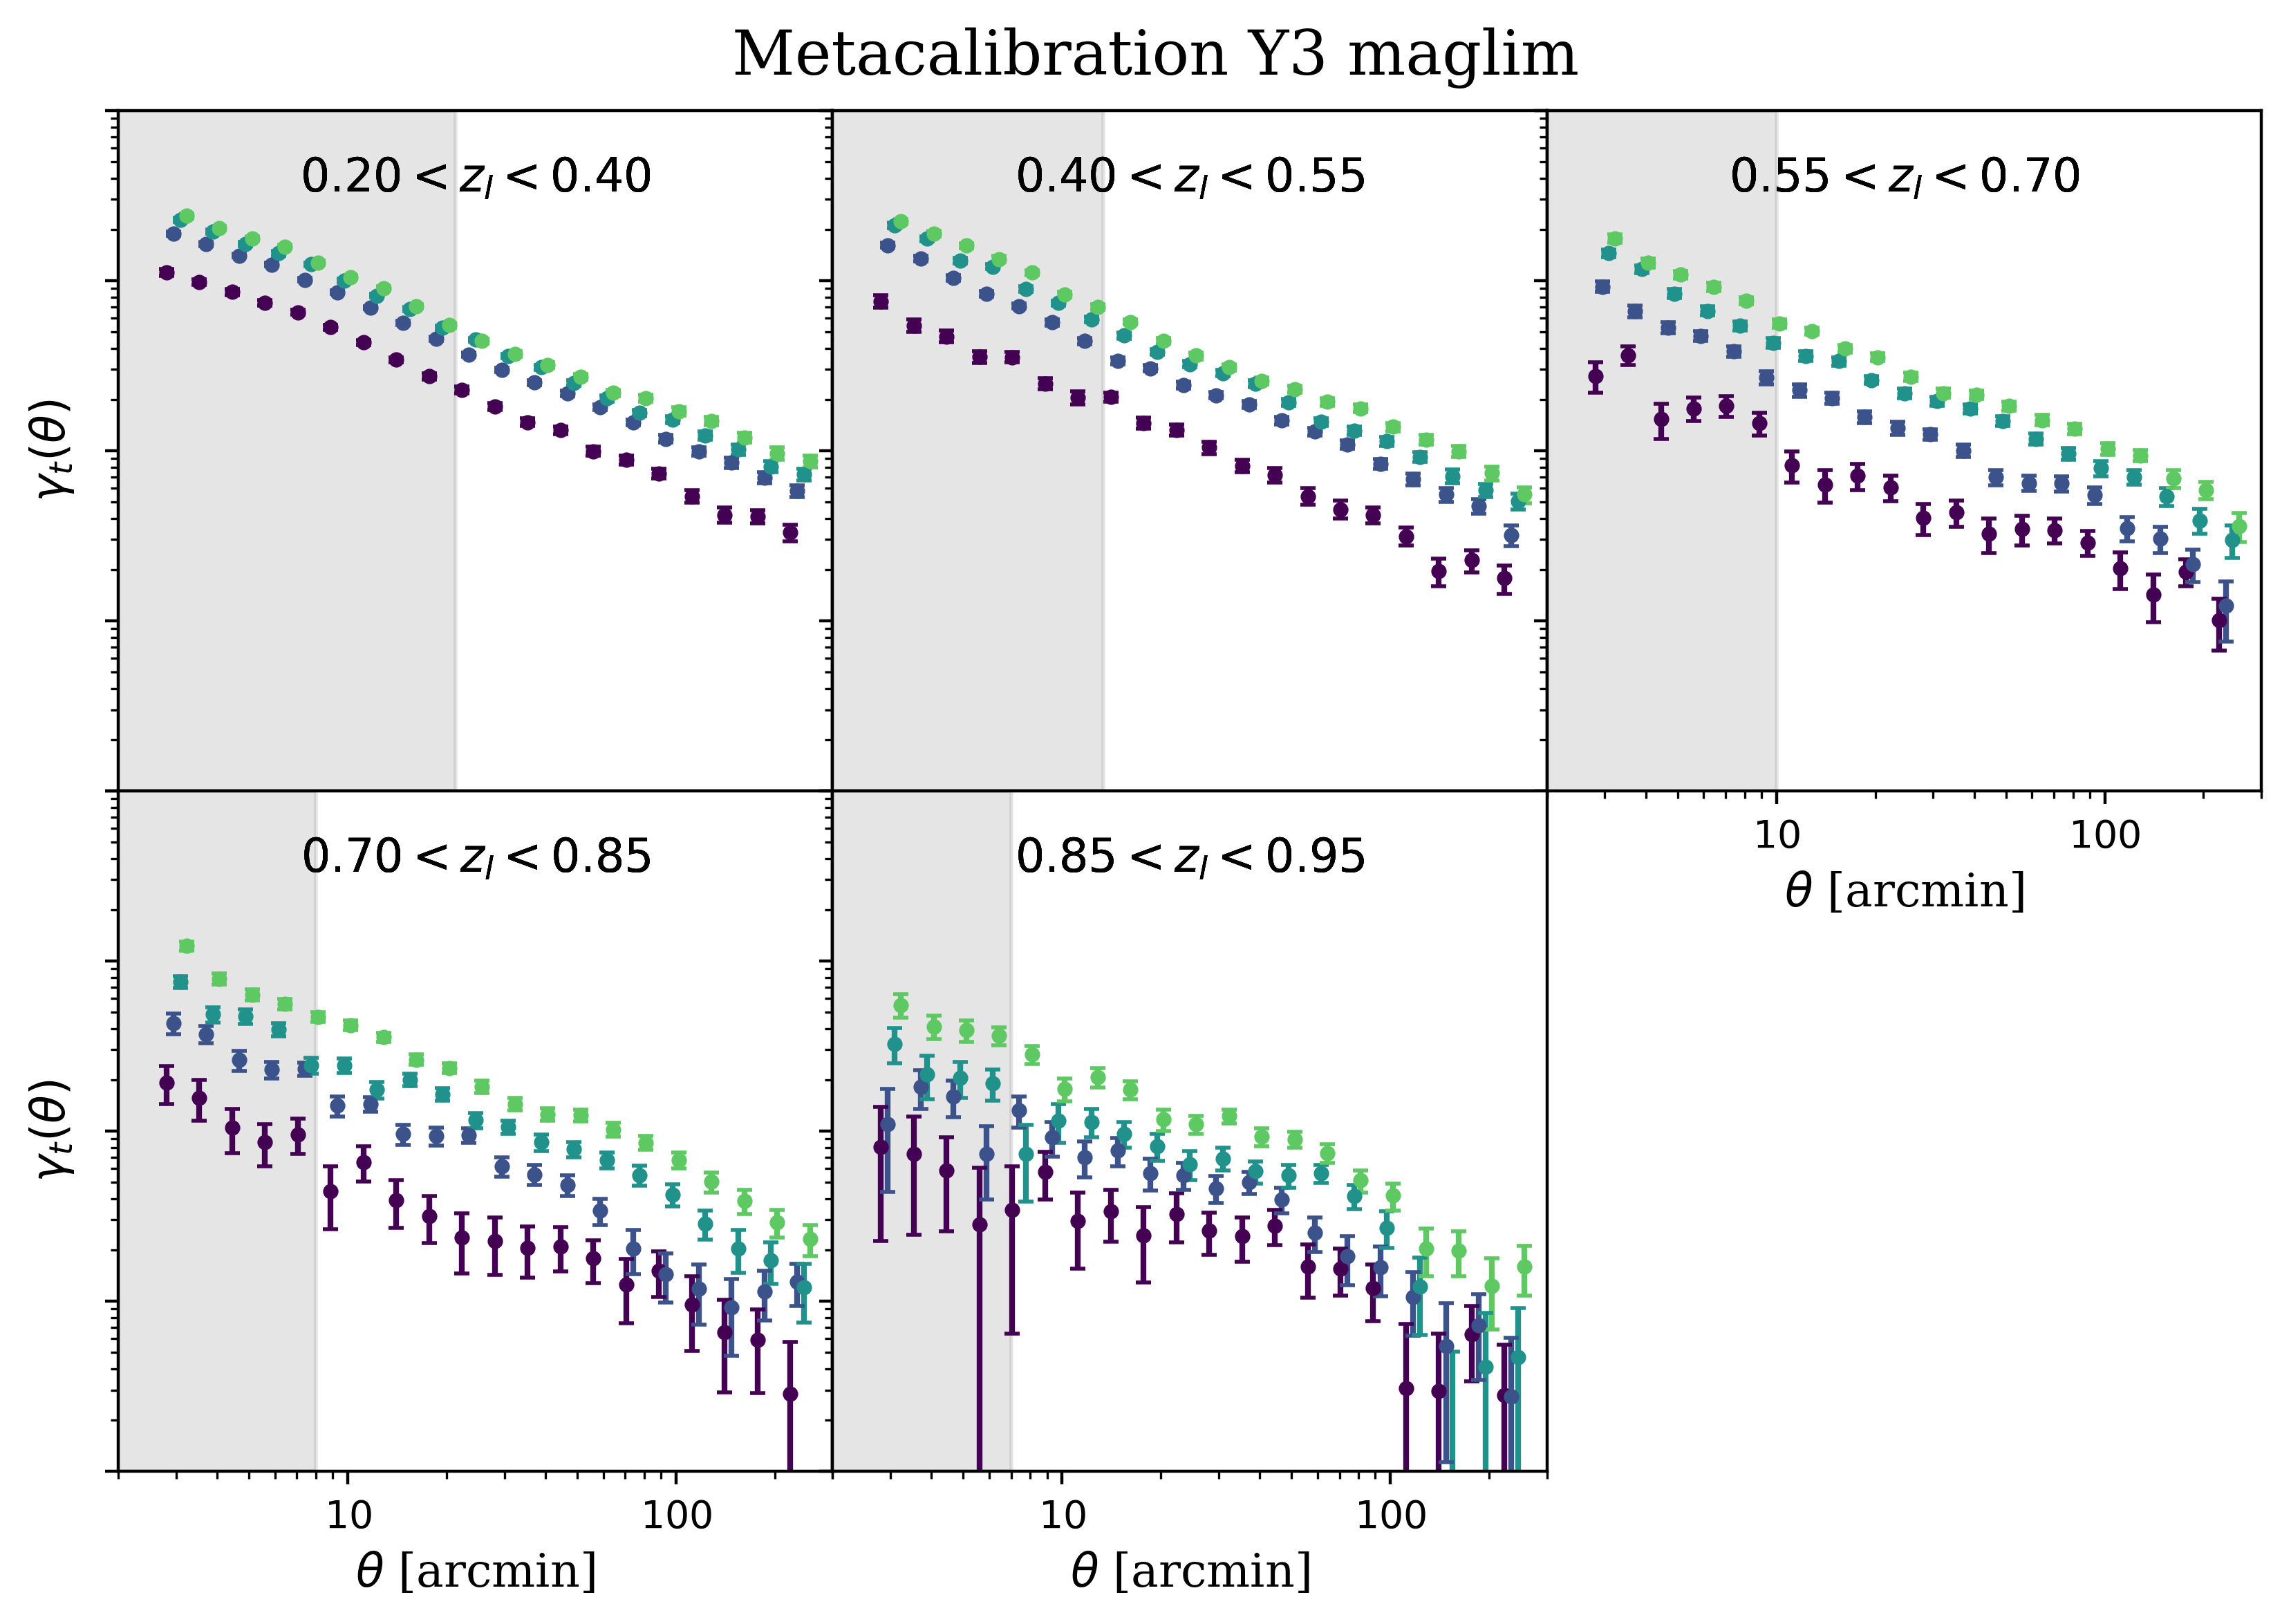 Metacalibration Y3 maglim
0.20 < z_l < 0.40
0.40 < z_l < 0.55
0.55 < z_l < 0.70
γ_t(θ)
10 100
θ [arcmin]
0.70 < z_l < 0.85
0.85 < z_l < 0.95
γ_t(θ)
10 100
10 100
θ [arcmin]
θ [arcmin]